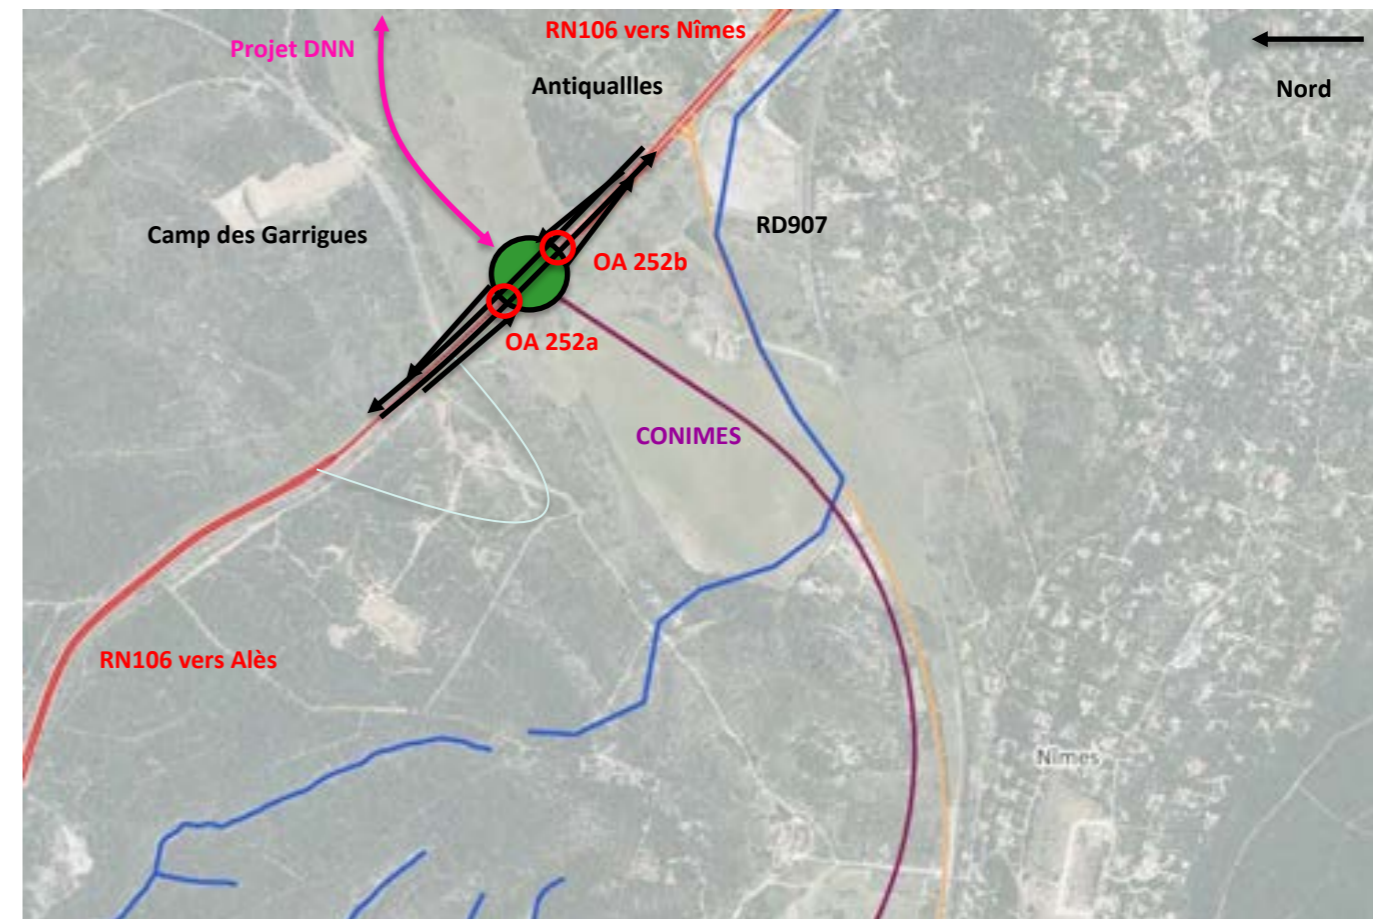 RN106 vers Nîmes
Projet DNN
Antiquallles
Nord
Camp des Garrigues
RD907
OA 252b
OA 252a
CONIMES
RN106 vers Alès
Nîmes